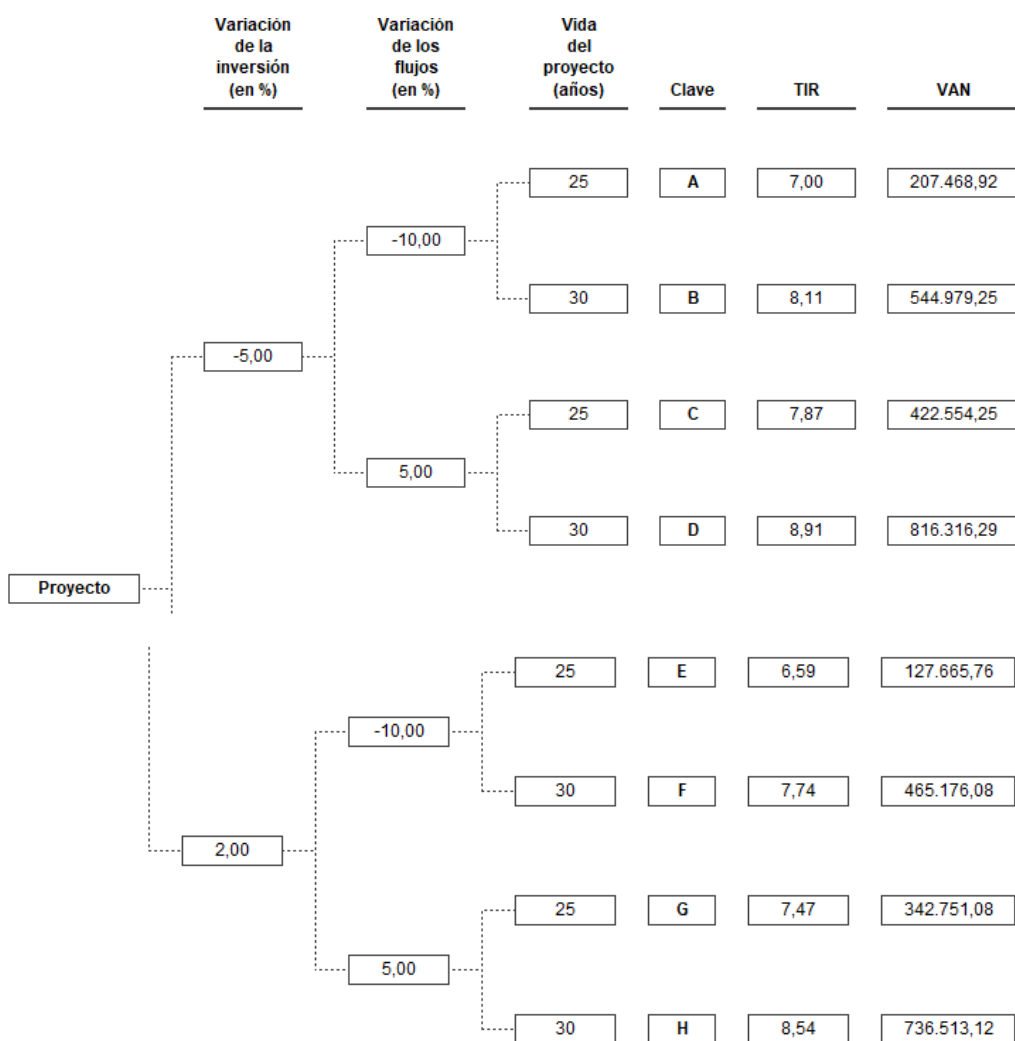 Variación
de la
inversión
(en %)
Variación
de los
flujos
(en %)
Vida
del
proyecto
(años)
Clave
TIR
VAN
25 A 7,00 207.468,92
-10,00
30 B 8,11 544.979,25
-5,00
25 C 7,87 422.554,25
5,00
30 D 8,91 816.316,29
Proyecto
25 E 6,59 127.665,76
-10,00
30 F 7,74 465.176,08
2,00
25 G 7,47 342.751,08
5,00
30 H 8,54 736.513,12